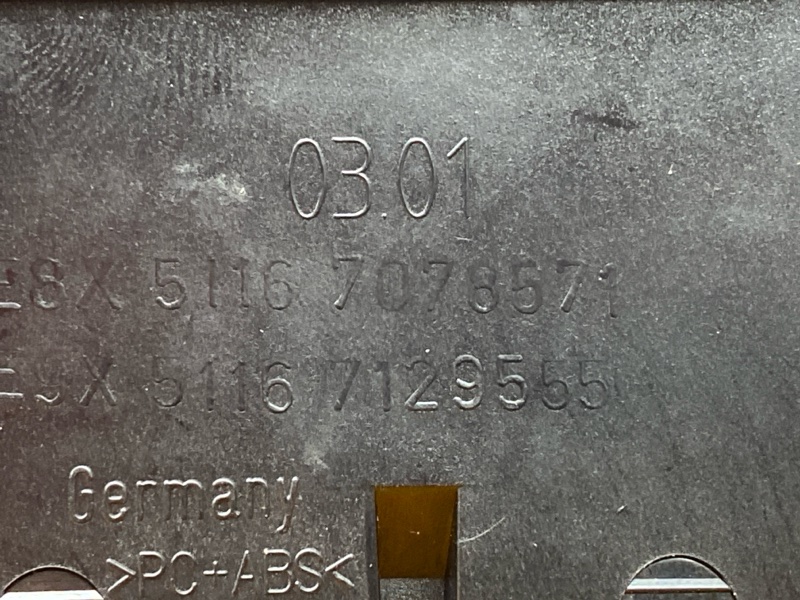 03.01
E8X 5116 7078571
E9X 5116 7129555
Germany
>PC+ABS<